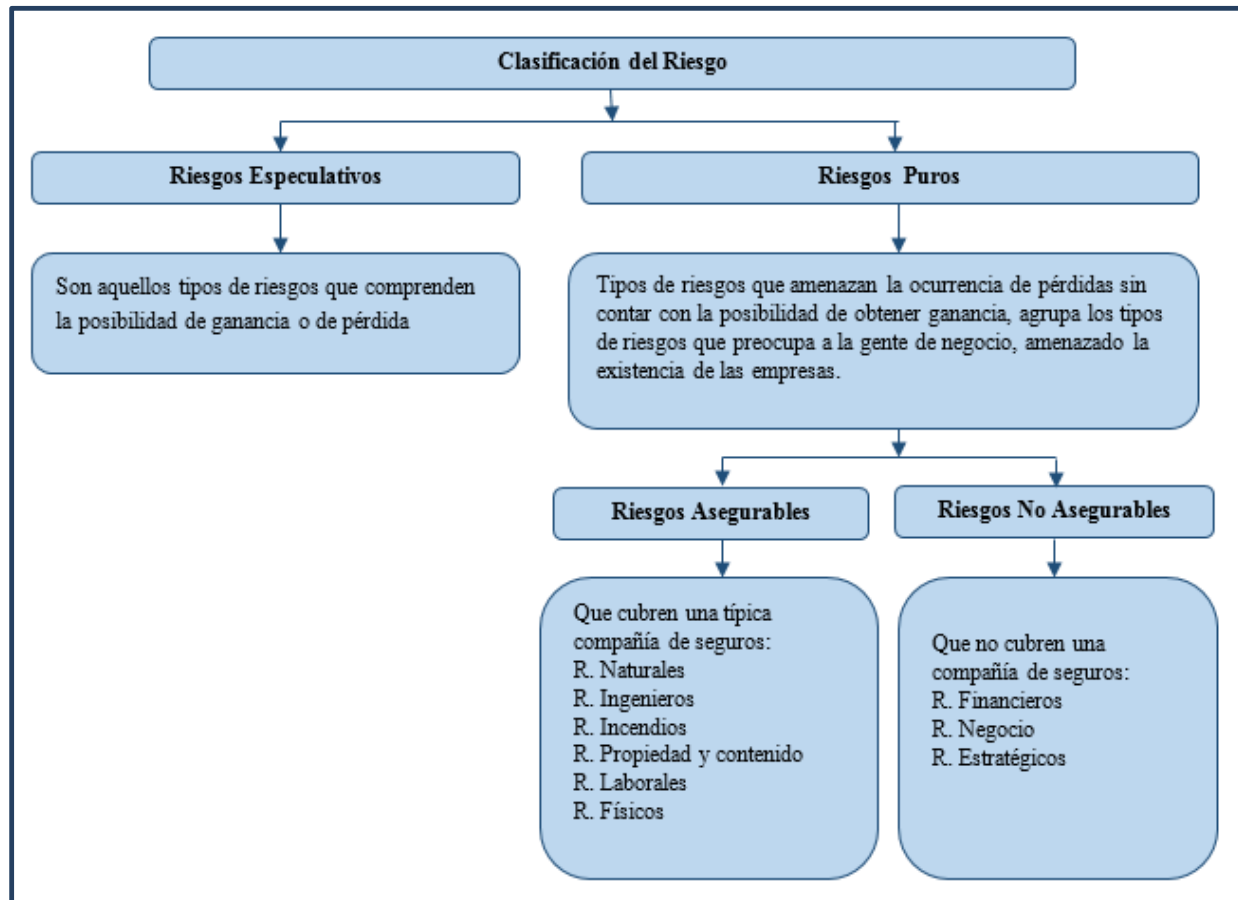 Clasificación del Riesgo
Riesgos Especulativos
Riesgos Puros
Son aquellos tipos de riesgos que comprenden
la posibilidad de ganancia o de pérdida
Tipos de riesgos que amenazan la ocurrencia de pérdidas sin
contar con la posibilidad de obtener ganancia, agrupa los tipos
de riesgos que preocupa a la gente de negocio, amenazado la
existencia de las empresas.
Riesgos Asegurables
Riesgos No Asegurables
Que cubren una típica
compañía de seguros:
R. Naturales
R. Ingenieros
R. Incendios
R. Propiedad y contenido
R. Laborales
R. Físicos
Que no cubren una
compañía de seguros:
R. Financieros
R. Negocio
R. Estratégicos